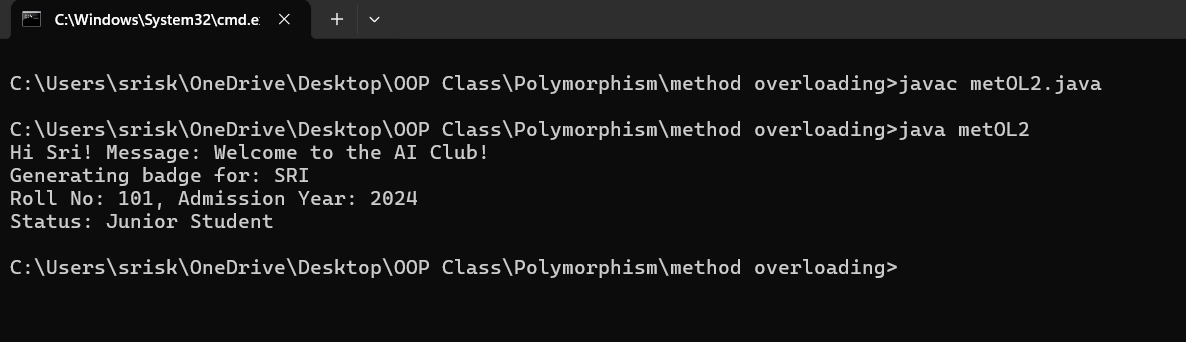 C:\Windows\System32\cmd.e
C:\Users\srisk\OneDrive\Desktop\OOP Class\Polymorphism\method overloading>javac metOL2.java
C:\Users\srisk\OneDrive\Desktop\OOP Class\Polymorphism\method overloading>java metOL2
Hi Sri! Message: Welcome to the AI Club!
Generating badge for: SRI
Roll No: 101, Admission Year: 2024
Status: Junior Student
C:\Users\srisk\OneDrive\Desktop\OOP Class\Polymorphism\method overloading>